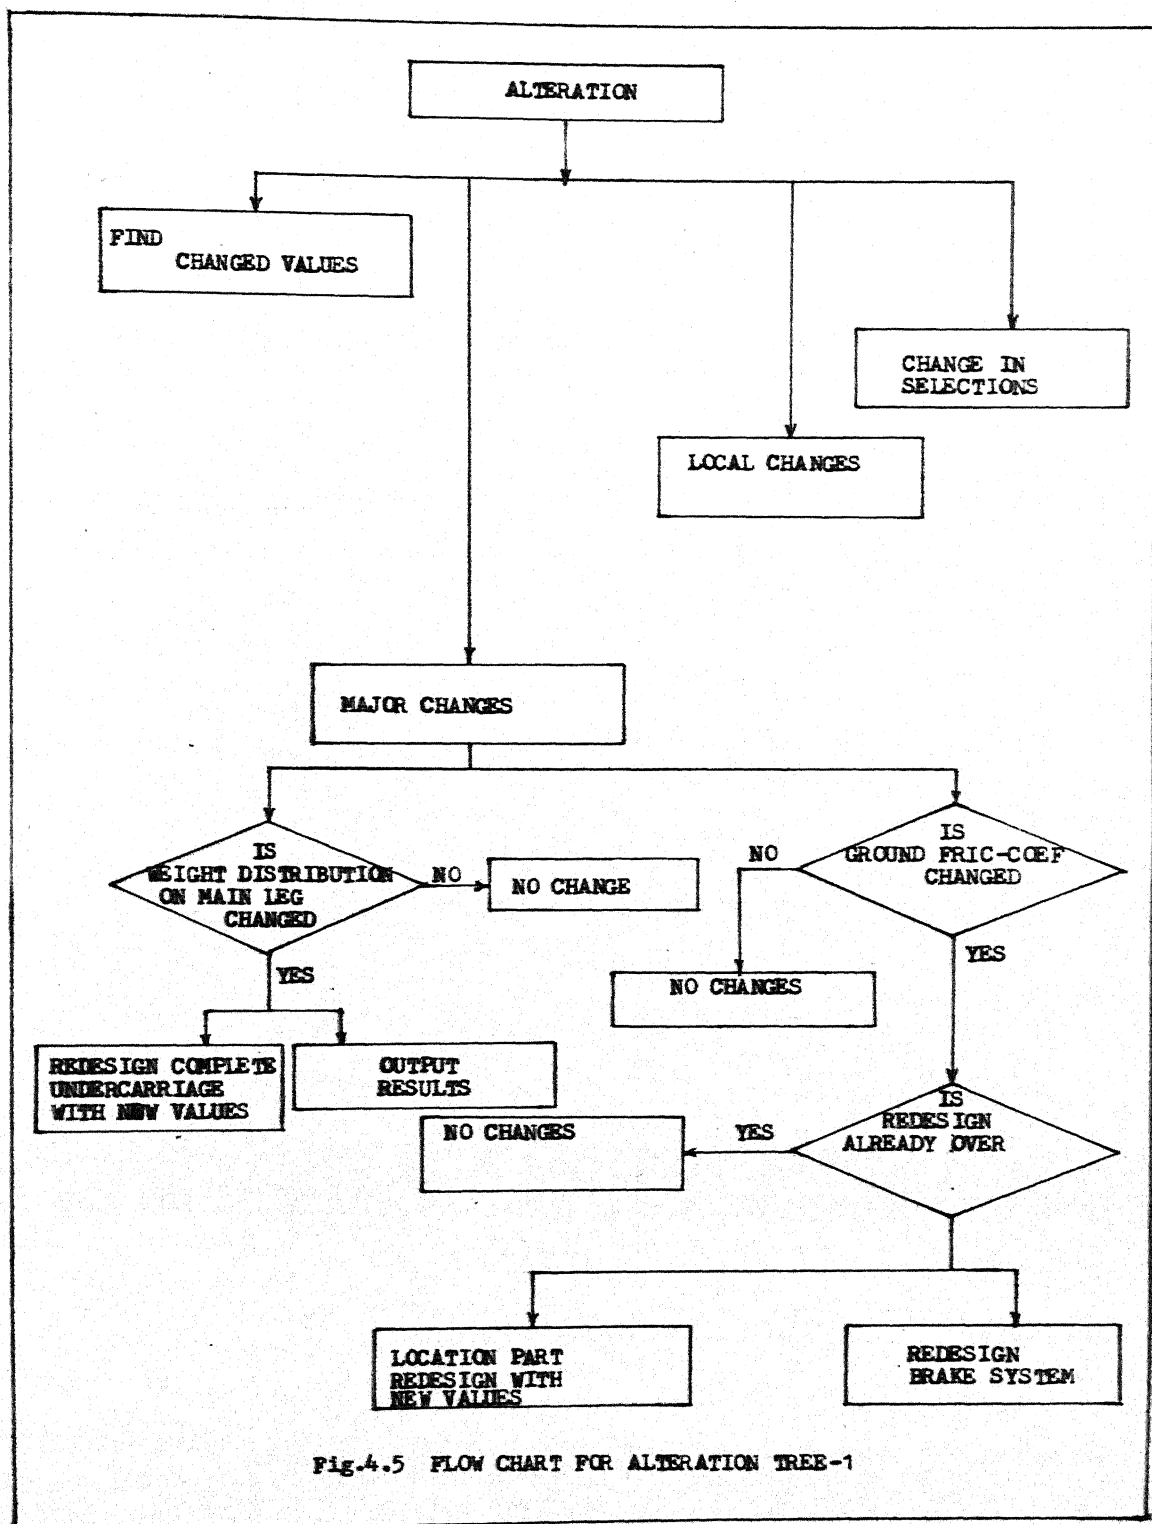 ALTERATION
FIND
CHANGED VALUES
CHANGE IN
SELECTIONS
LOCAL CHANGES
MAJOR CHANGES
IS
WEIGHT DISTRIBUTION
ON MAIN LEG
CHANGED
NO
NO CHANGE
YES
REDESIGN COMPLETE
UNDERCARRIAGE
WITH NEW VALUES
OUTPUT
RESULTS
IS
GROUND FRIC-COEF
CHANGED
NO
NO CHANGES
YES
IS
REDESIGN
ALREADY OVER
YES
NO CHANGES
LOCATION PART
REDESIGN WITH
NEW VALUES
REDESIGN
BRAKE SYSTEM
Fig.4.5 FLOW CHART FOR ALTERATION TREE-1